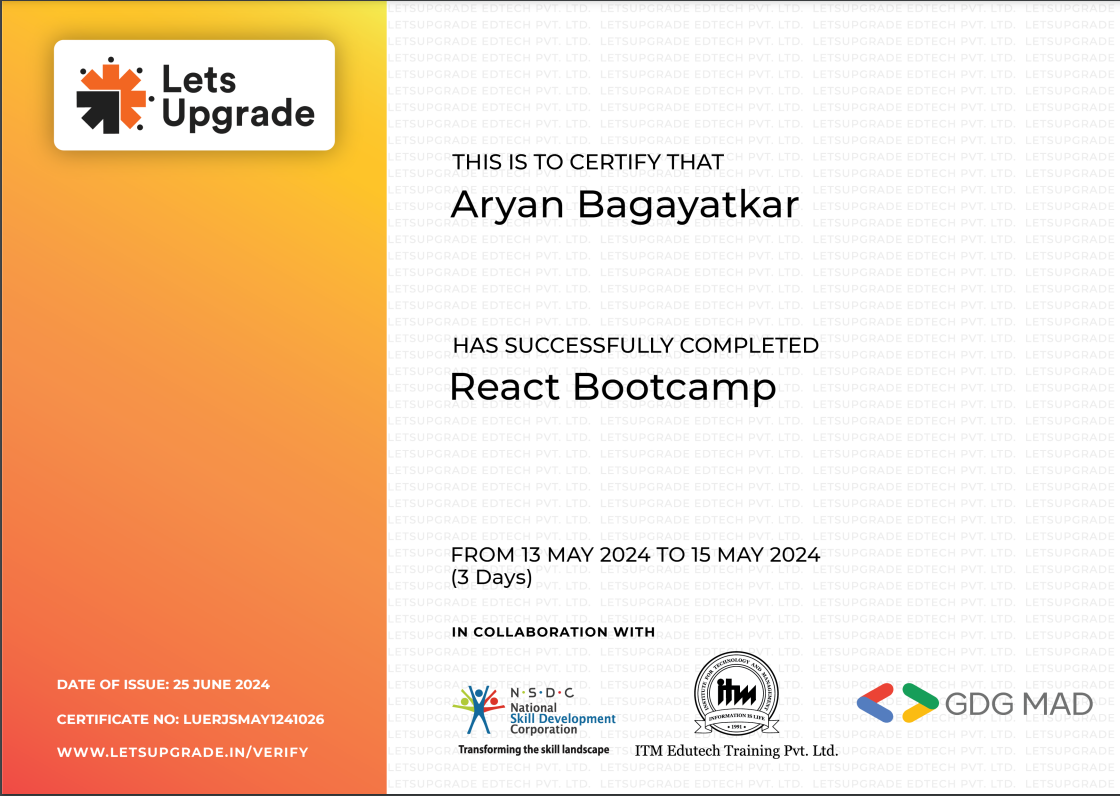 Lets
Upgrade
THIS IS TO CERTIFY THAT
Aryan Bagayatkar
HAS SUCCESSFULLY COMPLETED
React Bootcamp
FROM 13 MAY 2024 TO 15 MAY 2024
(3 Days)
IN COLLABORATION WITH
N·S·D·C
National
Skill Development
Corporation
Transforming the skill landscape
INSTITUTE FOR TECHNOLOGY AND MANAGEMENT
itm
INFORMATION IS LIFE
• 1991 •
ITM Edutech Training Pvt. Ltd.
GDG MAD
DATE OF ISSUE: 25 JUNE 2024
CERTIFICATE NO: LUERJSMAY1241026
WWW.LETSUPGRADE.IN/VERIFY
LETSUPGRADE EDTECH PVT. LTD.